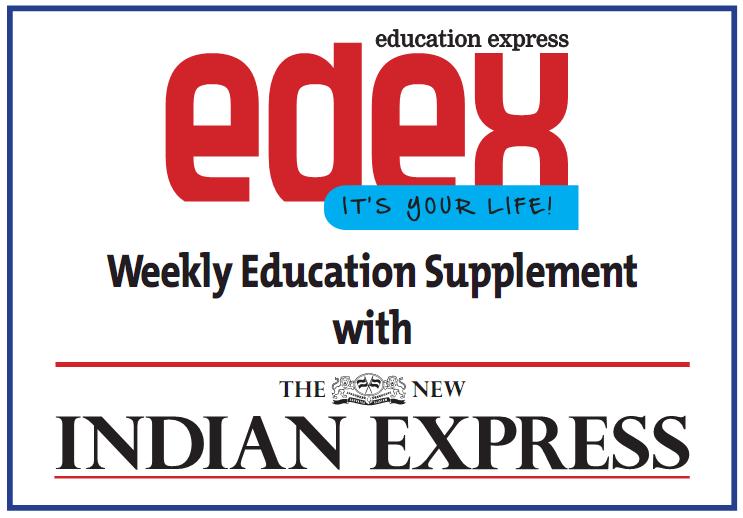 education express
edex
IT'S YOUR LIFE!
Weekly Education Supplement
with
THE NEW
INDIAN EXPRESS